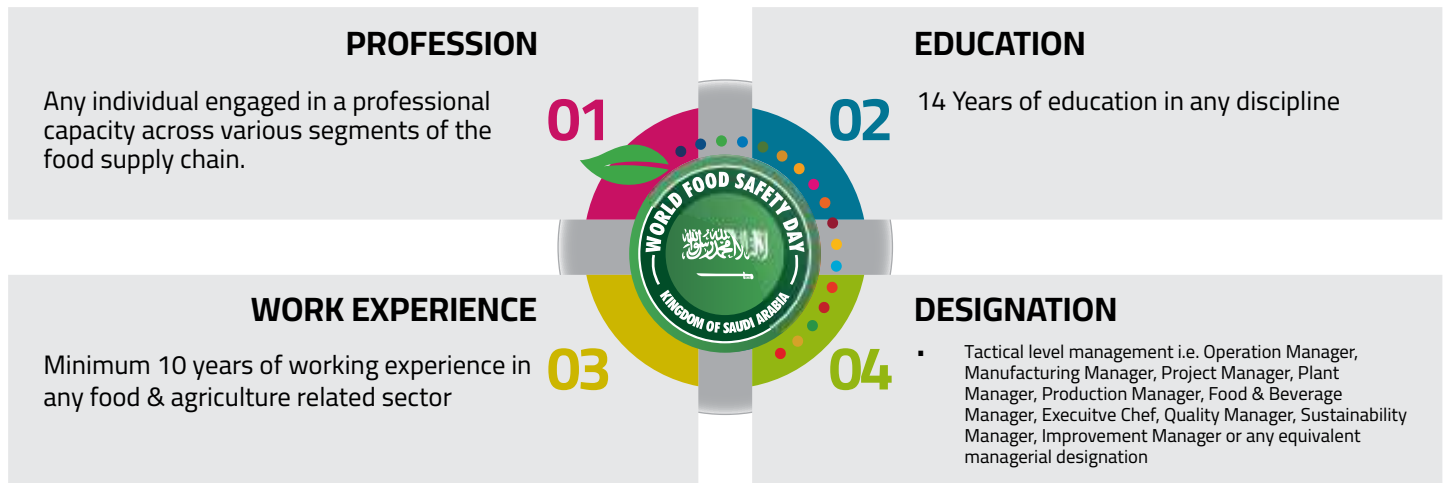 PROFESSION
Any individual engaged in a professional
capacity across various segments of the
food supply chain.
01
EDUCATION
14 Years of education in any discipline
02
WORLD FOOD SAFETY DAY
KINGDOM OF SAUDI ARABIA
WORK EXPERIENCE
Minimum 10 years of working experience in
any food & agriculture related sector
03
DESIGNATION
▪ Tactical level management i.e. Operation Manager,
Manufacturing Manager, Project Manager, Plant
Manager, Production Manager, Food & Beverage
Manager, Execuitve Chef, Quality Manager, Sustainability
Manager, Improvement Manager or any equivalent
managerial designation
04